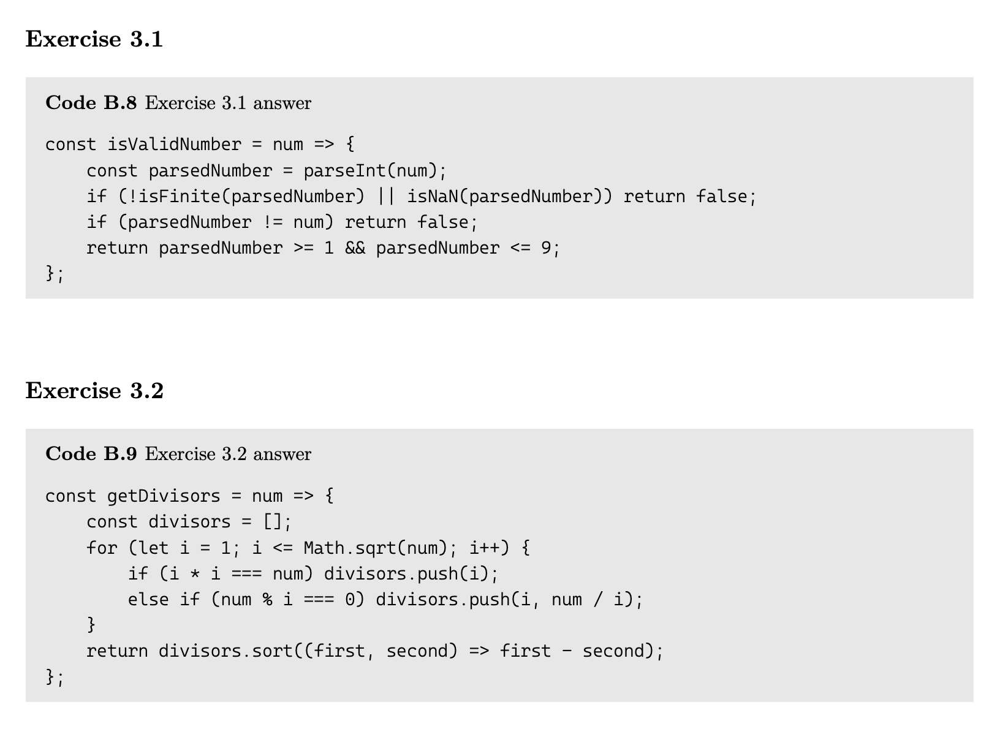 Exercise 3.1
Code B.8 Exercise 3.1 answer
const isValidNumber = num => {
    const parsedNumber = parseInt(num);
    if (!isFinite(parsedNumber) || isNaN(parsedNumber)) return false;
    if (parsedNumber != num) return false;
    return parsedNumber >= 1 && parsedNumber <= 9;
};
Exercise 3.2
Code B.9 Exercise 3.2 answer
const getDivisors = num => {
    const divisors = [];
    for (let i = 1; i <= Math.sqrt(num); i++) {
        if (i * i === num) divisors.push(i);
        else if (num % i === 0) divisors.push(i, num / i);
    }
    return divisors.sort((first, second) => first - second);
};